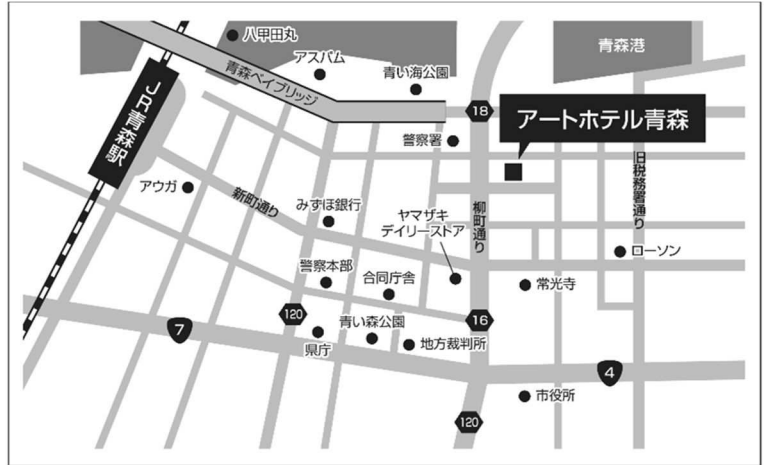 八甲田丸
青森港
アスパム
青森ベイブリッジ
青い海公園
JR青森駅
18
アートホテル青森
警察署
アウガ
新町通り
みずほ銀行
ヤマザキ
デイリーストア
柳町通り
旧税務署通り
ローソン
警察本部
合同庁舎
常光寺
120
青い森公園
16
7
県庁
地方裁判所
4
市役所
120